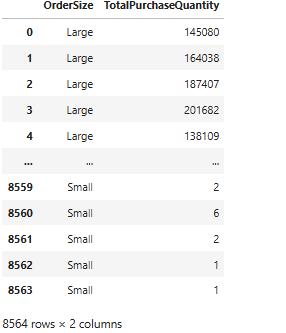 OrderSize TotalPurchaseQuantity
0 Large 145080
1 Large 164038
2 Large 187407
3 Large 201682
4 Large 138109
... ... ...
8559 Small 2
8560 Small 6
8561 Small 2
8562 Small 1
8563 Small 1
8564 rows × 2 columns